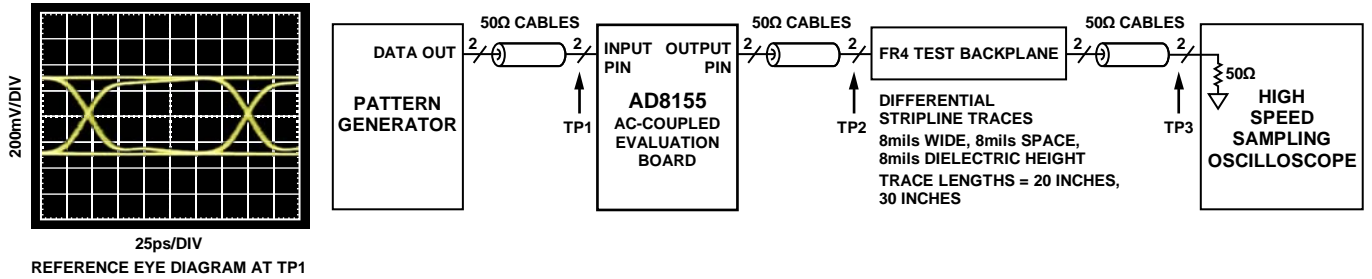 200mV/DIV
25ps/DIV
REFERENCE EYE DIAGRAM AT TP1
DATA OUT
PATTERN
GENERATOR
50Ω CABLES
2
2
TP1
INPUT
PIN
OUTPUT
PIN
AD8155
AC-COUPLED
EVALUATION
BOARD
50Ω CABLES
2
2
TP2
FR4 TEST BACKPLANE
DIFFERENTIAL
STRIPLINE TRACES
8mils WIDE, 8mils SPACE,
8mils DIELECTRIC HEIGHT
TRACE LENGTHS = 20 INCHES,
30 INCHES
50Ω CABLES
2
2
TP3
50Ω
HIGH
SPEED
SAMPLING
OSCILLOSCOPE